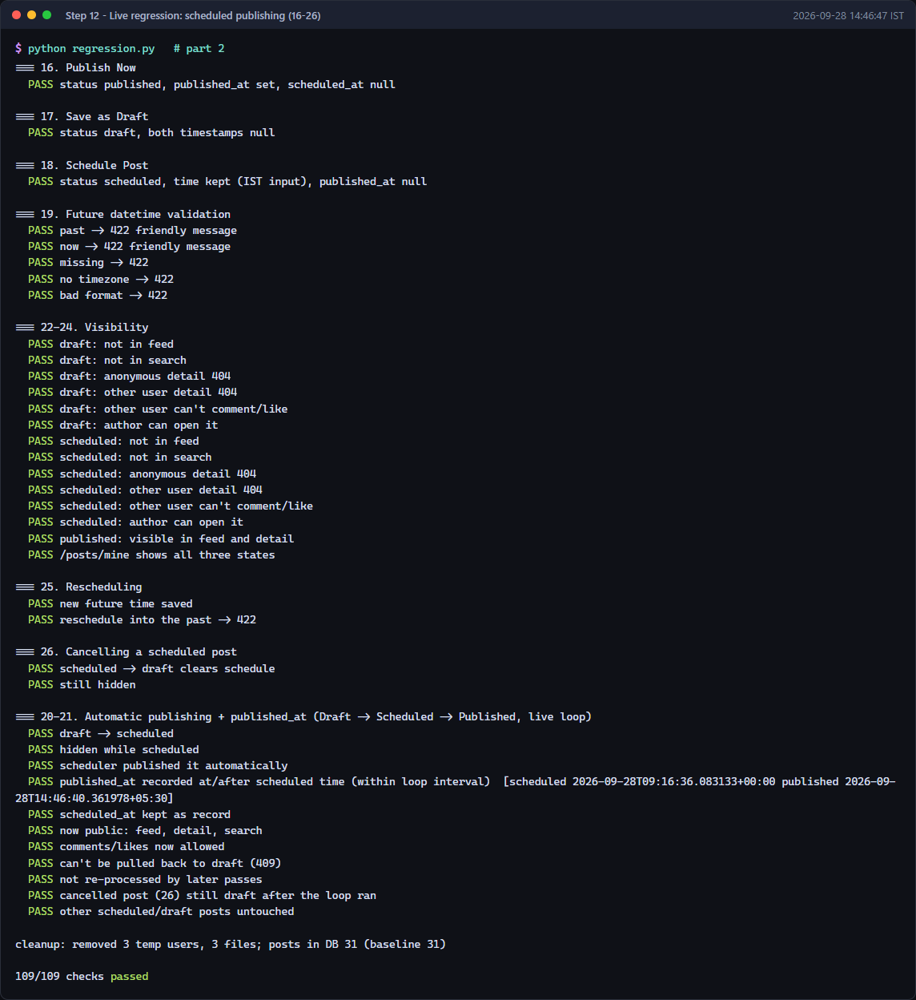 Step 12 - Live regression: scheduled publishing (16-26)
2026-09-28 14:46:47 IST
$ python regression.py   # part 2
=== 16. Publish Now
  PASS status published, published_at set, scheduled_at null
=== 17. Save as Draft
  PASS status draft, both timestamps null
=== 18. Schedule Post
  PASS status scheduled, time kept (IST input), published_at null
=== 19. Future datetime validation
  PASS past -> 422 friendly message
  PASS now -> 422 friendly message
  PASS missing -> 422
  PASS no timezone -> 422
  PASS bad format -> 422
=== 22-24. Visibility
  PASS draft: not in feed
  PASS draft: not in search
  PASS draft: anonymous detail 404
  PASS draft: other user detail 404
  PASS draft: other user can't comment/like
  PASS draft: author can open it
  PASS scheduled: not in feed
  PASS scheduled: not in search
  PASS scheduled: anonymous detail 404
  PASS scheduled: other user detail 404
  PASS scheduled: other user can't comment/like
  PASS scheduled: author can open it
  PASS published: visible in feed and detail
  PASS /posts/mine shows all three states
=== 25. Rescheduling
  PASS new future time saved
  PASS reschedule into the past -> 422
=== 26. Cancelling a scheduled post
  PASS scheduled -> draft clears schedule
  PASS still hidden
=== 20-21. Automatic publishing + published_at (Draft -> Scheduled -> Published, live loop)
  PASS draft -> scheduled
  PASS hidden while scheduled
  PASS scheduler published it automatically
  PASS published_at recorded at/after scheduled time (within loop interval)  [scheduled 2026-09-28T09:16:36.083133+00:00 published 2026-09-
28T14:46:40.361978+05:30]
  PASS scheduled_at kept as record
  PASS now public: feed, detail, search
  PASS comments/likes now allowed
  PASS can't be pulled back to draft (409)
  PASS not re-processed by later passes
  PASS cancelled post (26) still draft after the loop ran
  PASS other scheduled/draft posts untouched
cleanup: removed 3 temp users, 3 files; posts in DB 31 (baseline 31)
109/109 checks passed